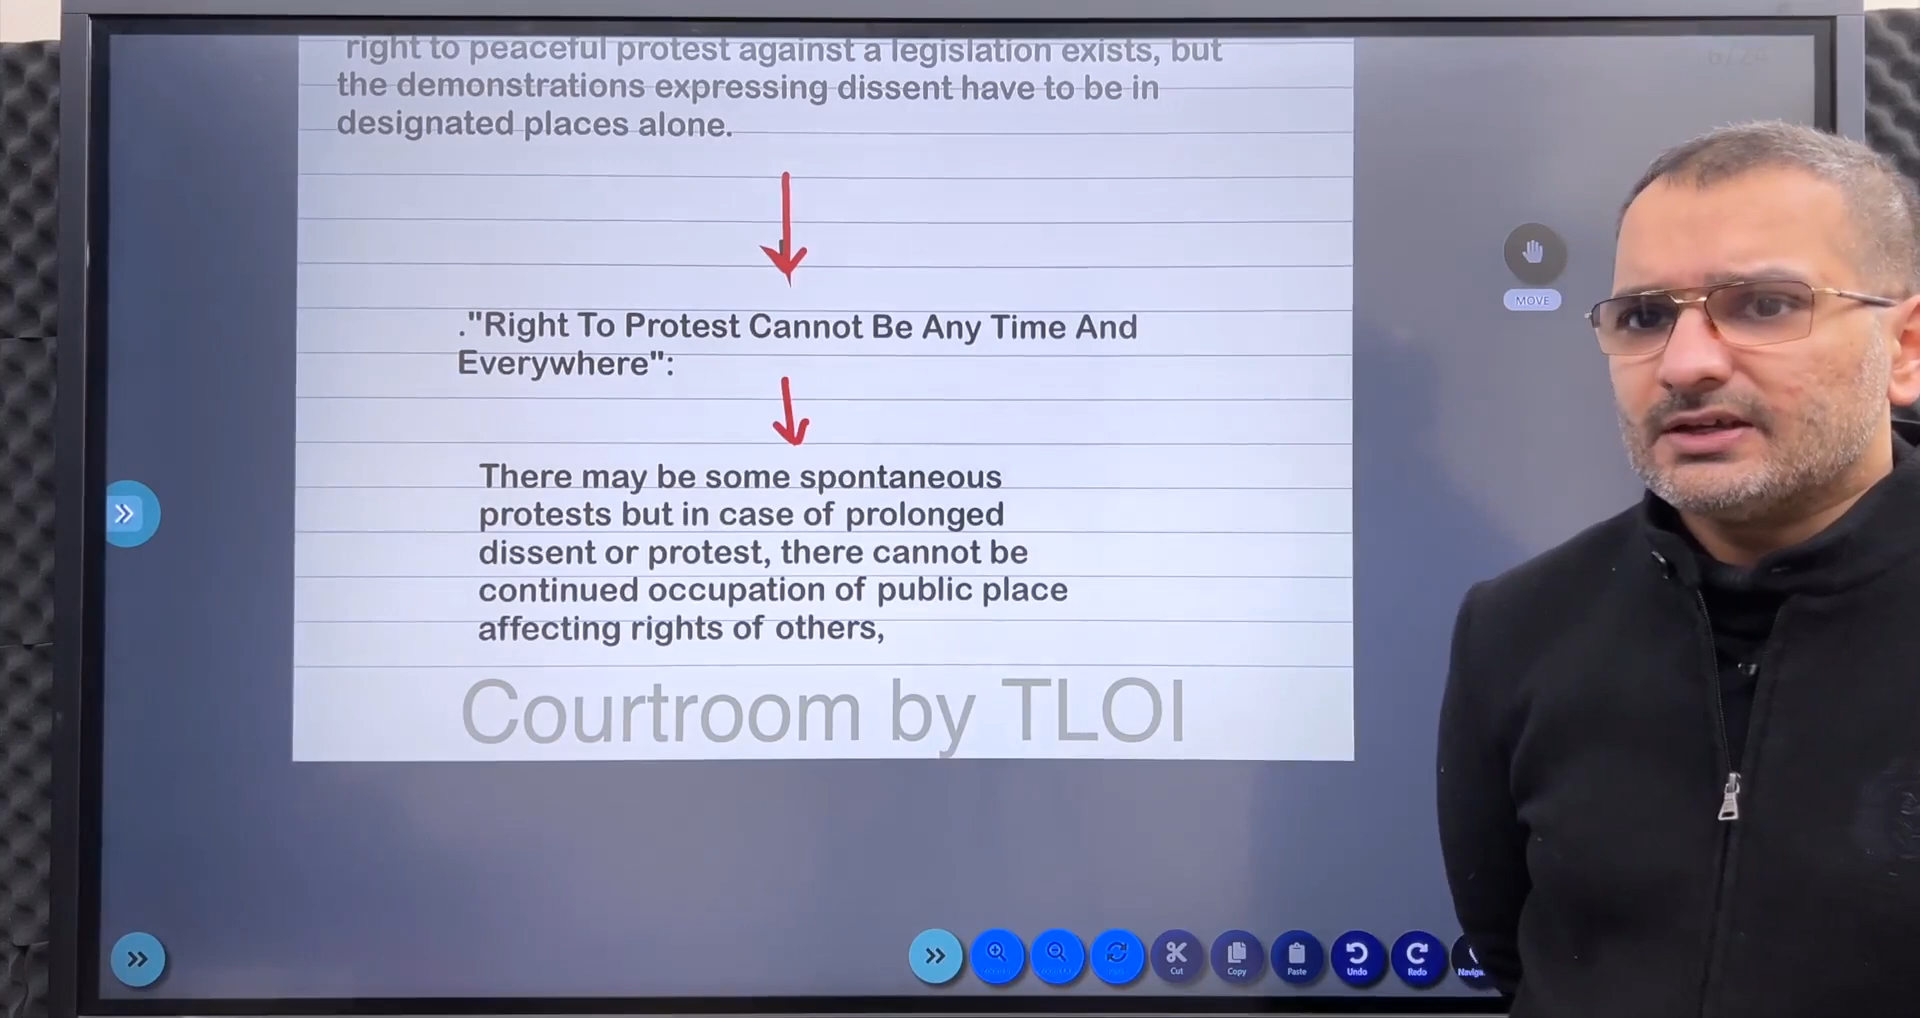 6/24
right to peaceful protest against a legislation exists, but
the demonstrations expressing dissent have to be in
designated places alone.
MOVE
."Right To Protest Cannot Be Any Time And
Everywhere":
There may be some spontaneous
protests but in case of prolonged
dissent or protest, there cannot be
continued occupation of public place
affecting rights of others,
Courtroom by TLOI
Cut
Copy
Paste
Undo
Redo
Naviga